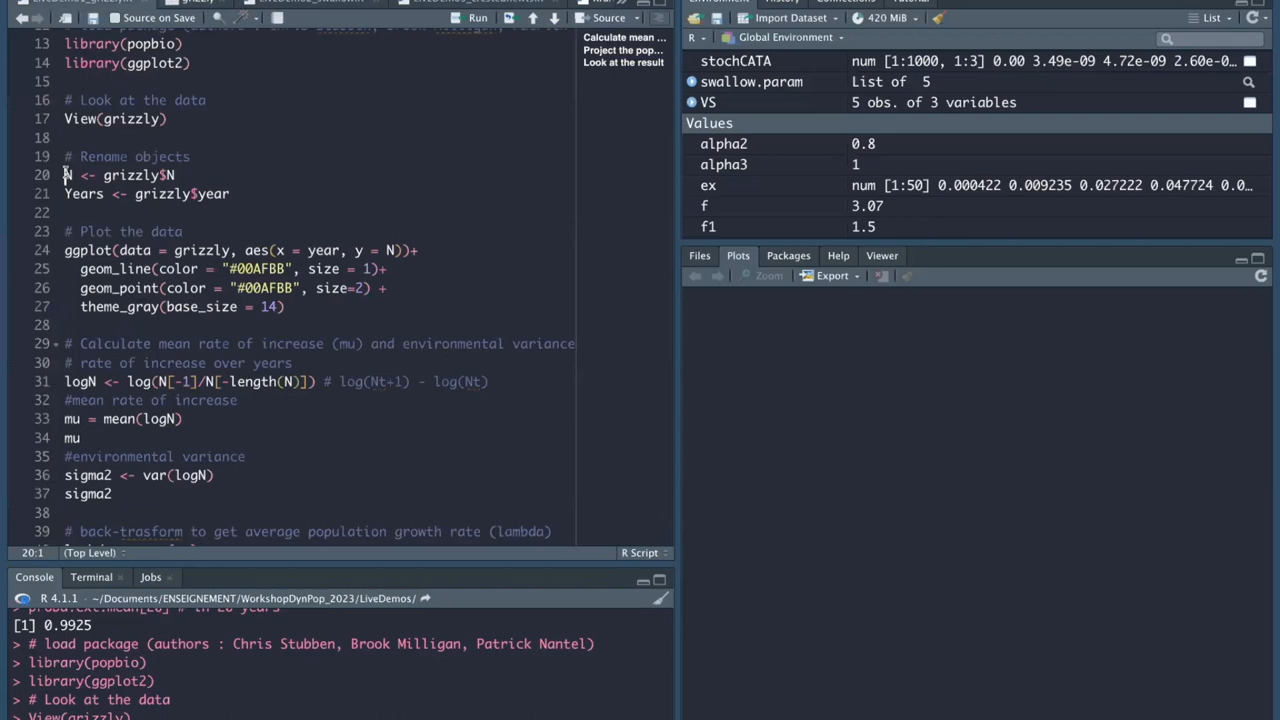 Source on Save
Run
Source
13 library(popbio)
14 library(ggplot2)
15
16 # Look at the data
17 View(grizzly)
18
19 # Rename objects
20 N <- grizzly$N
21 Years <- grizzly$year
22
23 # Plot the data
24 ggplot(data = grizzly, aes(x = year, y = N))+
25 geom_line(color = "#00AFBB", size = 1)+
26 geom_point(color = "#00AFBB", size=2) +
27 theme_gray(base_size = 14)
28
29 # Calculate mean rate of increase (mu) and environmental variance
30 # rate of increase over years
31 logN <- log(N[-1]/N[-length(N)]) # log(Nt+1) - log(Nt)
32 #mean rate of increase
33 mu = mean(logN)
34 mu
35 #environmental variance
36 sigma2 <- var(logN)
37 sigma2
38
39 # back-trasform to get average population growth rate (lambda)
Calculate mean ...
Project the pop...
Look at the result
20:1 (Top Level) R Script
Console Terminal Jobs
R 4.1.1 · ~/Documents/ENSEIGNEMENT/WorkshopDynPop_2023/LiveDemos/
> proba.ext.mean[20] # in 20 years
[1] 0.9925
> # load package (authors : Chris Stubben, Brook Milligan, Patrick Nantel)
> library(popbio)
> library(ggplot2)
> # Look at the data
> View(grizzly)
Import Dataset 420 MiB List
R Global Environment
stochCATA num [1:1000, 1:3] 0.00 3.49e-09 4.72e-09 2.60e-0...
swallow.param List of 5
VS 5 obs. of 3 variables
Values
alpha2 0.8
alpha3 1
ex num [1:50] 0.000422 0.009235 0.027222 0.047724 0.0...
f 3.07
f1 1.5
Files Plots Packages Help Viewer
Zoom Export